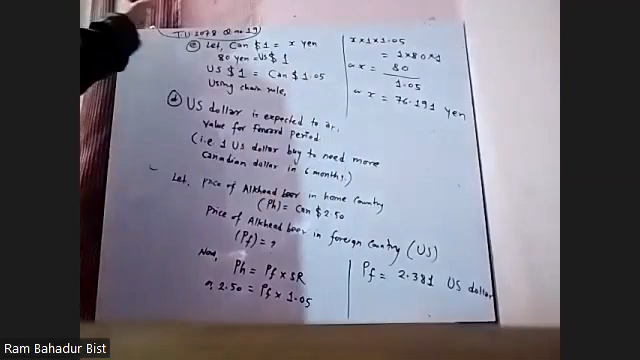 TU 2078 Q no 19
(c) Let, Can $ 1 = x yen
80 yen = US $ 1
US $ 1 = Can $ 1.05
Using chain rule,
x × 1 × 1.05
= 1 × 80 × 1
or x = 80
1.05
or x = 76.191 yen
(d) US dollar is expected to
value for forward period.
(i.e. 1 US dollar buy to need more
Canadian dollar in 6 months.)
Let, price of Alkhead beer in home country
(Ph) = Can $ 2.50
Price of Alkhead beer in foreign country (US)
(Pf) = ?
Now,
Ph = Pf × SR
or, 2.50 = Pf × 1.05
Pf = 2.381 US dollar
Ram Bahadur Bist